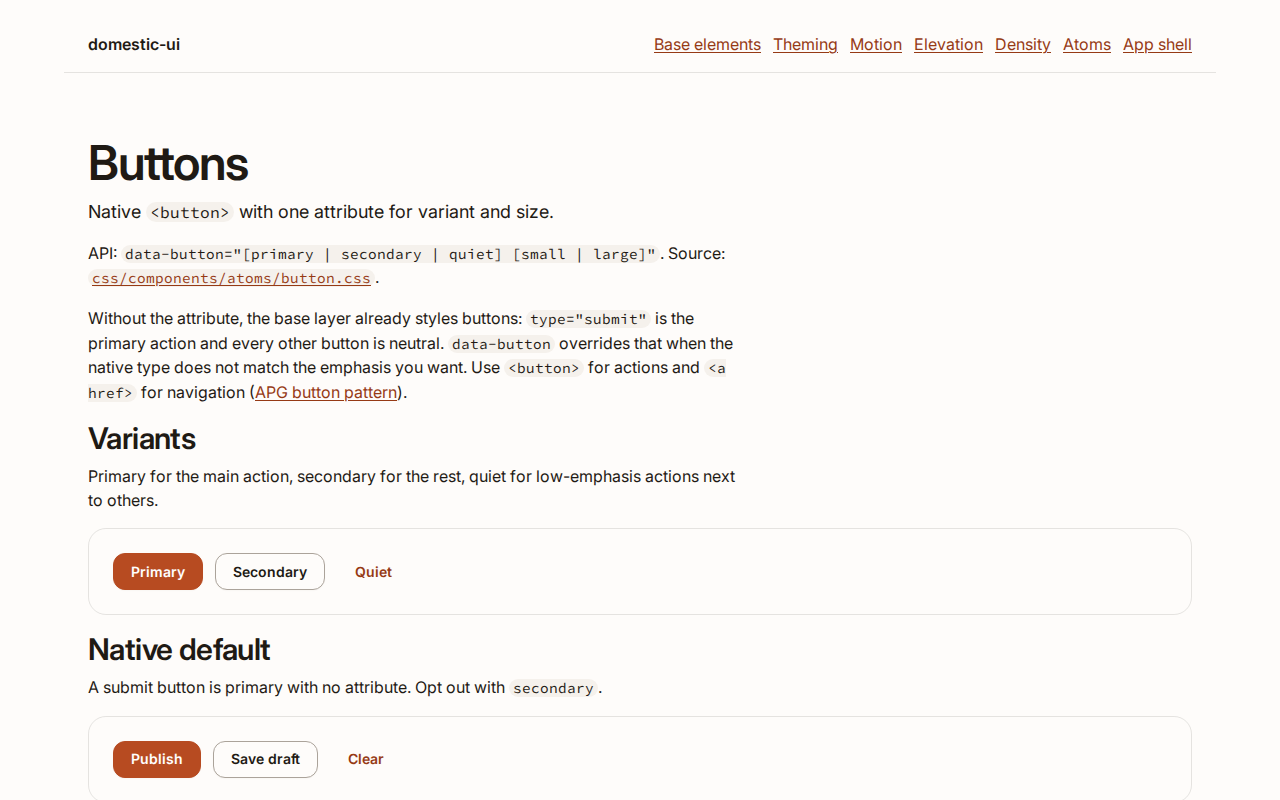 domestic-ui
Base elements Theming Motion Elevation Density Atoms App shell
Buttons
Native <button> with one attribute for variant and size.
API: data-button="[primary | secondary | quiet] [small | large]". Source:
css/components/atoms/button.css.
Without the attribute, the base layer already styles buttons: type="submit" is the
primary action and every other button is neutral. data-button overrides that when the
native type does not match the emphasis you want. Use <button> for actions and <a
href> for navigation (APG button pattern).
Variants
Primary for the main action, secondary for the rest, quiet for low-emphasis actions next
to others.
Primary Secondary Quiet
Native default
A submit button is primary with no attribute. Opt out with secondary.
Publish Save draft Clear